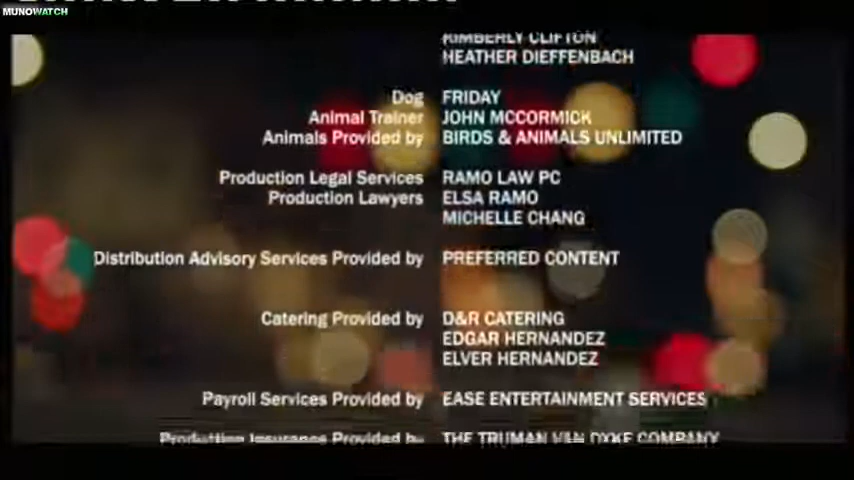 MUNOWATCH
KIMBERLY CLIFTON
HEATHER DIEFFENBACH
Dog FRIDAY
Animal Trainer JOHN MCCORMICK
Animals Provided by BIRDS & ANIMALS UNLIMITED
Production Legal Services RAMO LAW PC
Production Lawyers ELSA RAMO
MICHELLE CHANG
Distribution Advisory Services Provided by PREFERRED CONTENT
Catering Provided by D&R CATERING
EDGAR HERNANDEZ
ELVER HERNANDEZ
Payroll Services Provided by EASE ENTERTAINMENT SERVICES
Production Insurance Provided by THE TRUMAN VAN DYKE COMPANY